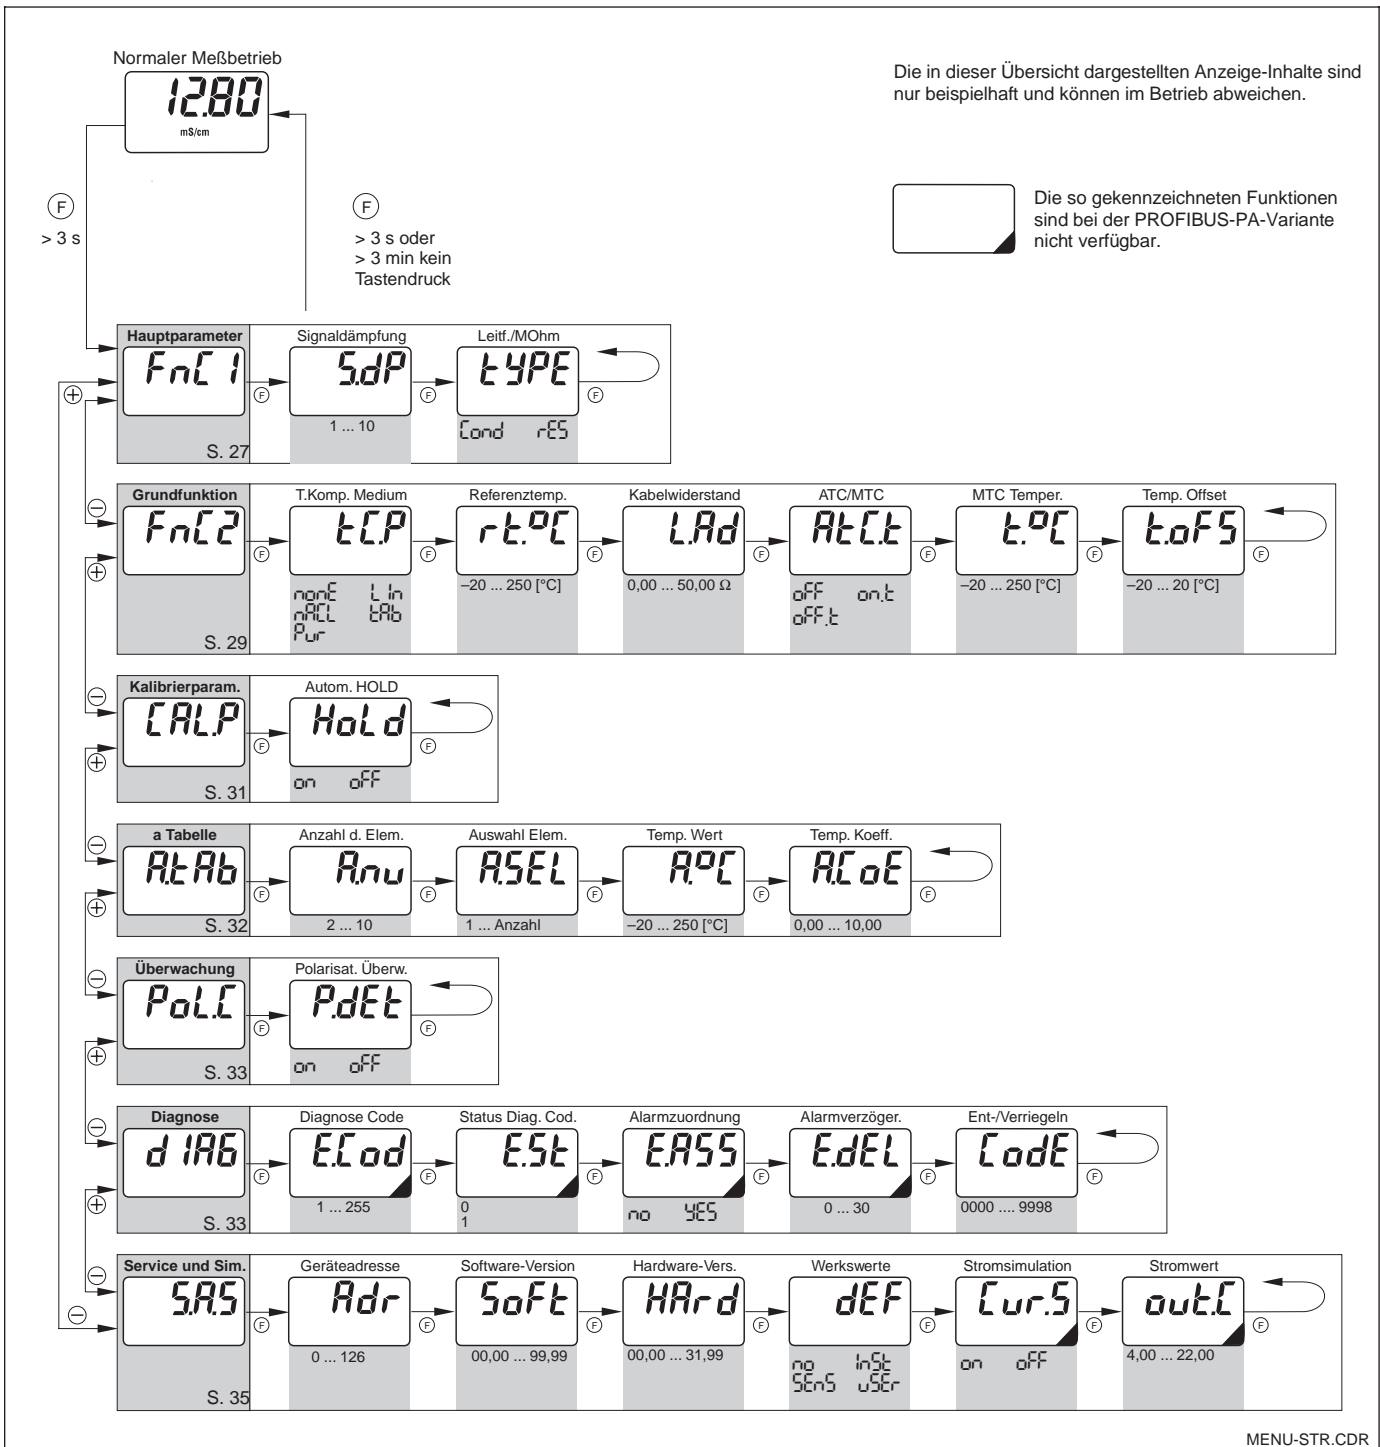 Normaler Meßbetrieb
12.80
mS/cm
Die in dieser Übersicht dargestellten Anzeige-Inhalte sind
nur beispielhaft und können im Betrieb abweichen.
F
> 3 s
F
> 3 s oder
> 3 min kein
Tastendruck
Die so gekennzeichneten Funktionen
sind bei der PROFIBUS-PA-Variante
nicht verfügbar.
Hauptparameter Signaldämpfung Leitf./MOhm
FnC1 S.dP tYPE
+ F F F
1 ... 10 Cond rES
S. 27
Grundfunktion T.Komp. Medium Referenztemp. Kabelwiderstand ATC/MTC MTC Temper. Temp. Offset
FnC2 tC.P rt.ºC L.Ad AtC.t t.ºC t.oFS
− + F F F F F F F
–20 ... 250 [°C] 0,00 ... 50,00 Ω –20 ... 250 [°C] –20 ... 20 [°C]
nonE LIn oFF on.t
nACL tAb oFF.t
Pur
S. 29
Kalibrierparam. Autom. HOLD
CAL.P HoLd
− + F F
on oFF
S. 31
a Tabelle Anzahl d. Elem. Auswahl Elem. Temp. Wert Temp. Koeff.
A.tAb A.nu A.SEL A.ºC A.CoE
− + F F F F F
S. 32 2 ... 10 1 ... Anzahl –20 ... 250 [°C] 0,00 ... 10,00
Überwachung Polarisat. Überw.
PoL.C P.dEt
− + F F
on oFF
S. 33
Diagnose Diagnose Code Status Diag. Cod. Alarmzuordnung Alarmverzöger. Ent-/Verriegeln
dIAG E.Cod E.St E.ASS E.dEL CodE
− + F F F F F F
1 ... 255 0 no YES 0 ... 30 0000 .... 9998
1
S. 33
Service und Sim. Geräteadresse Software-Version Hardware-Vers. Werkswerte Stromsimulation Stromwert
S.A.S Adr SoFt HArd dEF Cur.S out.C
− − F F F F F F F
0 ... 126 00,00 ... 99,99 00,00 ... 31,99 no InSt on oFF 4,00 ... 22,00
SEnS uSEr
S. 35
MENU-STR.CDR